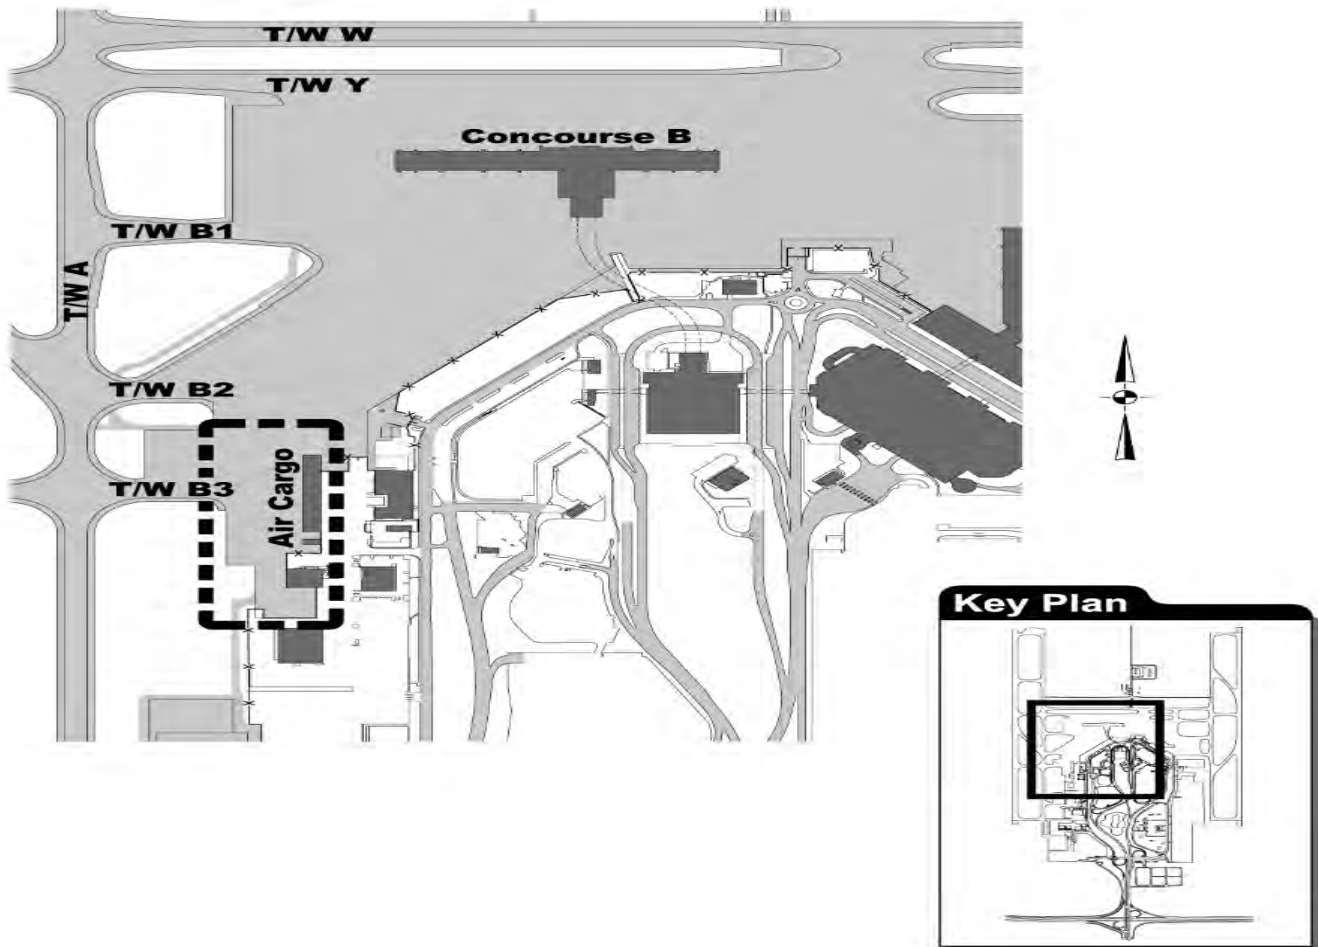 T/W W
T/W Y
Concourse B
T/W B1
T/W A
T/W B2
Air Cargo
T/W B3
Key Plan